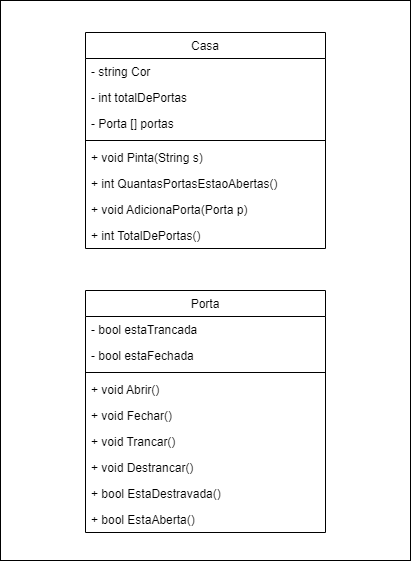 Casa
- string Cor
- int totalDePortas
- Porta [] portas
+ void Pinta(String s)
+ int QuantasPortasEstaoAbertas()
+ void AdicionaPorta(Porta p)
+ int TotalDePortas()
Porta
- bool estaTrancada
- bool estaFechada
+ void Abrir()
+ void Fechar()
+ void Trancar()
+ void Destrancar()
+ bool EstaDestravada()
+ bool EstaAberta()